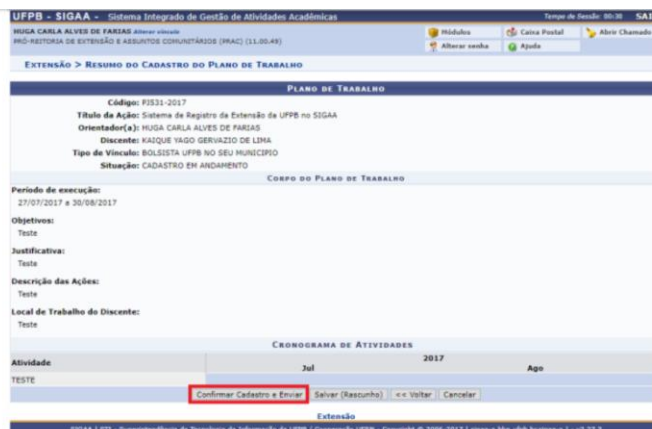 UFPB - SIGAA - Sistema Integrado de Gestão de Atividades Acadêmicas
Tempo de Sessão: 00:30 SAI
HUGA CARLA ALVES DE FARIAS Alterar vínculo
PRÓ-REITORIA DE EXTENSÃO E ASSUNTOS COMUNITÁRIOS (PRAC) (11.00.49)
Módulos Caixa Postal Abrir Chamado
Alterar senha Ajuda
EXTENSÃO > RESUMO DO CADASTRO DO PLANO DE TRABALHO
PLANO DE TRABALHO
Código: PJ531-2017
Título da Ação: Sistema de Registro da Extensão da UFPB no SIGAA
Orientador(a): HUGA CARLA ALVES DE FARIAS
Discente: KAIQUE YAGO GERVAZIO DE LIMA
Tipo de Vínculo: BOLSISTA UFPB NO SEU MUNICIPIO
Situação: CADASTRO EM ANDAMENTO
CORPO DO PLANO DE TRABALHO
Período de execução:
27/07/2017 a 30/08/2017
Objetivos:
Teste
Justificativa:
Teste
Descrição das Ações:
Teste
Local de Trabalho do Discente:
Teste
CRONOGRAMA DE ATIVIDADES
Atividade
2017
Jul Ago
TESTE
Confirmar Cadastro e Enviar Salvar (Rascunho) << Voltar Cancelar
Extensão